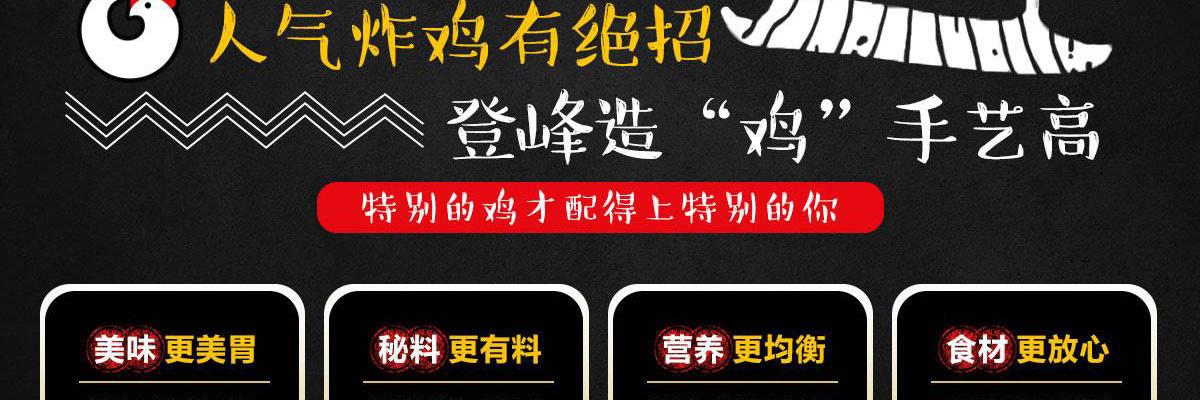 人气炸鸡有绝招
登峰造“鸡”手艺高
特别的鸡才配得上特别的你
美味 更美胃
秘料 更有料
营养 更均衡
食材 更放心